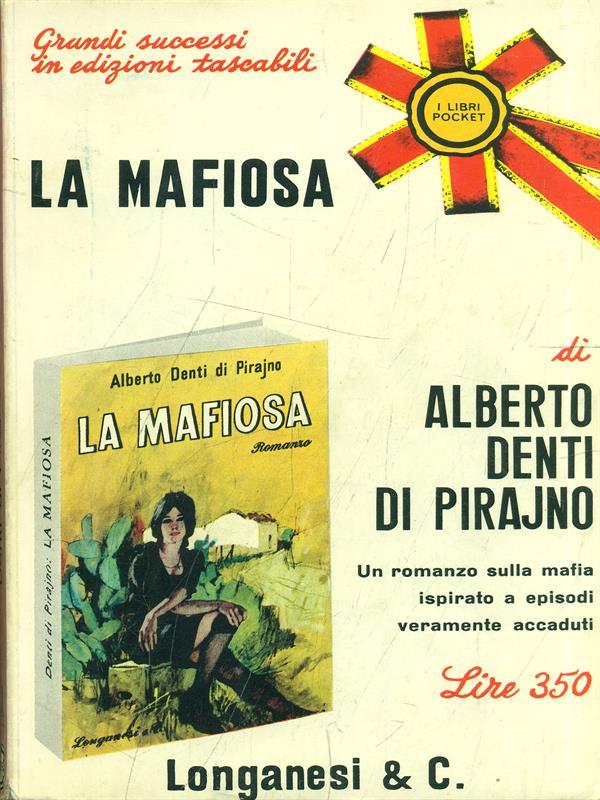 Grandi successi
in edizioni tascabili
I LIBRI
POCKET
LA MAFIOSA
di
ALBERTO
DENTI
DI PIRAJNO
Un romanzo sulla mafia
ispirato a episodi
veramente accaduti
Lire 350
Alberto Denti di Pirajno
LA MAFIOSA
Romanzo
Longanesi & C.
Denti di Pirajno: LA MAFIOSA
Longanesi & C.